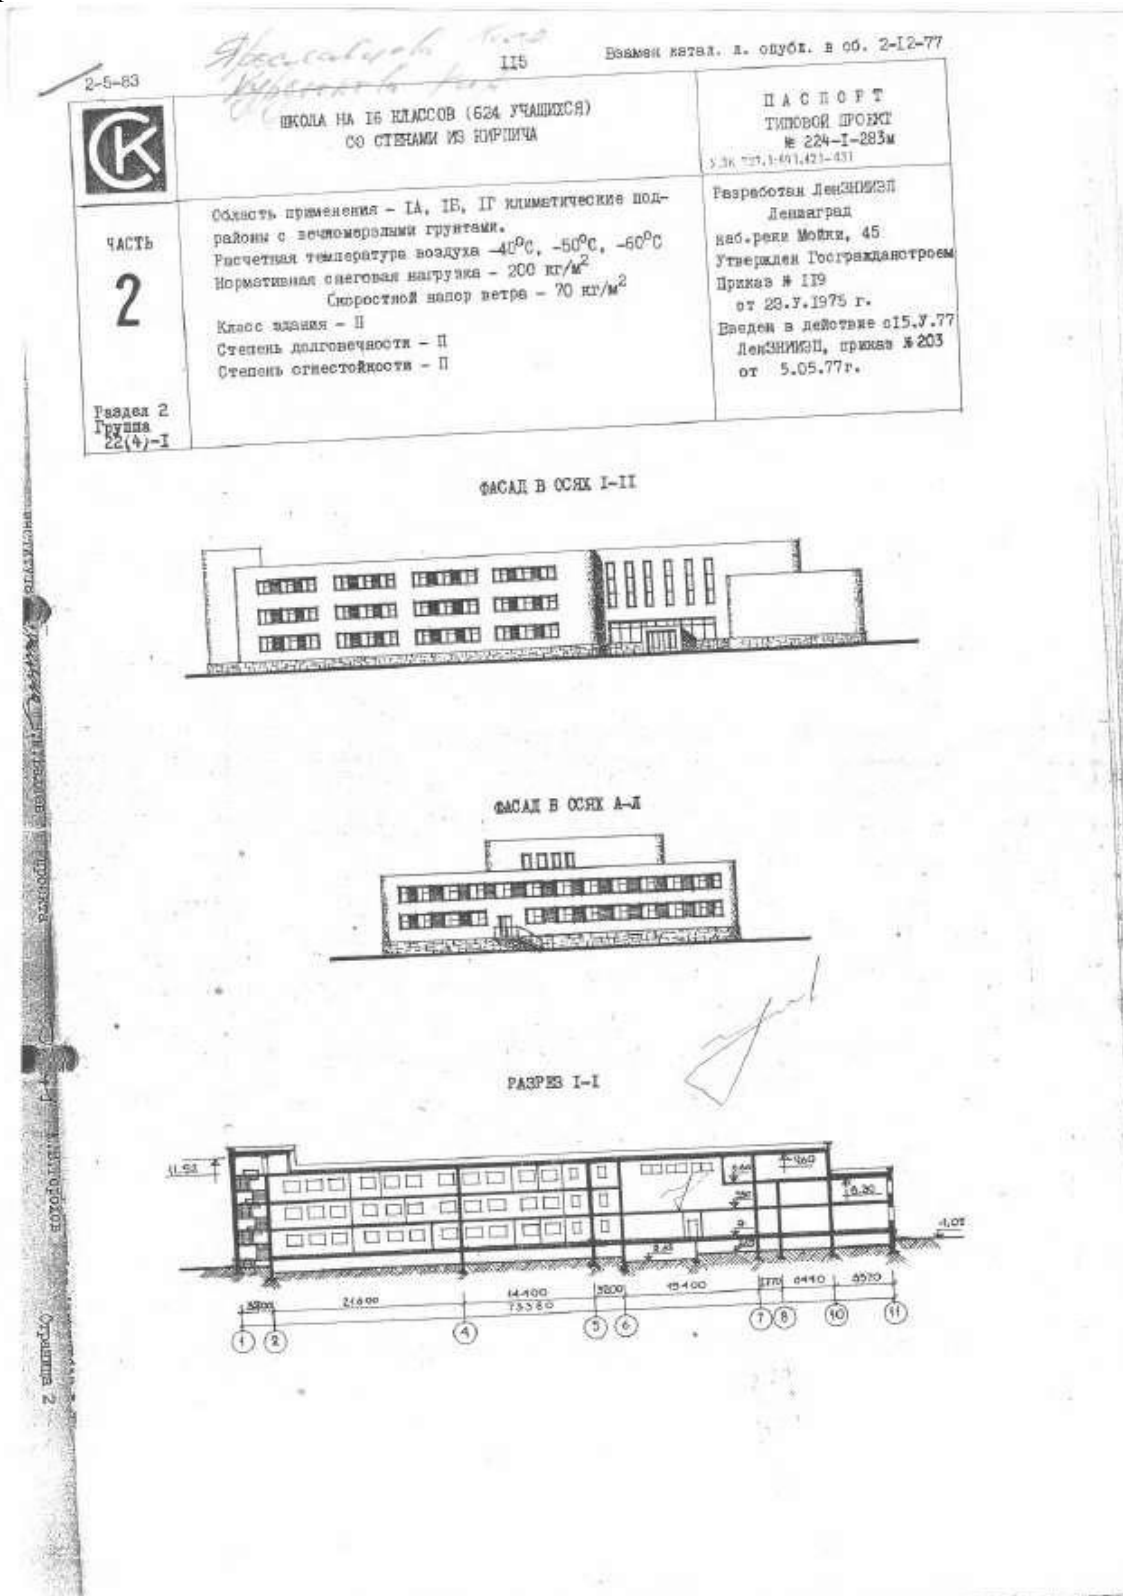 115
Взамен катал. л. опубл. в сб. 2-12-77
2-5-83
СК
ШКОЛА НА 16 КЛАССОВ (624 УЧАЩИХСЯ)
СО СТЕНАМИ ИЗ КИРПИЧА
ПАСПОРТ
ТИПОВОЙ ПРОЕКТ
№ 224-1-283м
ЧАСТЬ
2
Раздел 2
Группа
22(4)-I
Область применения - IА, IБ, IГ климатические под-
районы с вечномерзлыми грунтами.
Расчетная температура воздуха -40°С, -50°С, -60°С
Нормативная снеговая нагрузка - 200 кг/м²
Скоростной напор ветра - 70 кг/м²
Класс здания - II
Степень долговечности - II
Степень огнестойкости - II
Разработан ЛенЗНИИЭП
Ленинград
наб.реки Мойки, 45
Утвержден Госгражданстроем
Приказ № 119
от 29.У.1975 г.
Введен в действие с15.У.77
ЛенЗНИИЭП, приказ № 203
от 5.05.77г.
ФАСАД В ОСЯХ I-II
ФАСАД В ОСЯХ А-Л
РАЗРЕЗ I-I
21600
14400
73380
3200
15400
6440
1 2 4 5 6 7 8 10 11
Страница 2